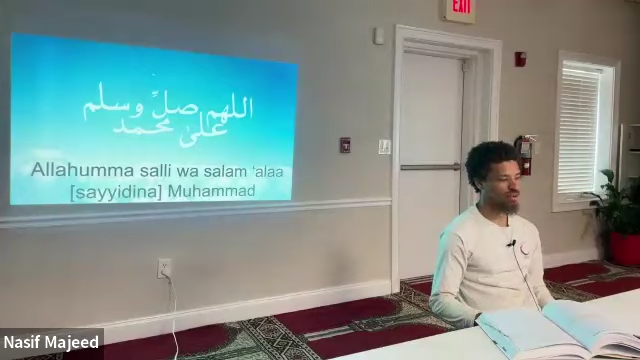 EXIT
اللهم صلِّ وسلم
على محمد
Allahumma salli wa salam ‘alaa
[sayyidina] Muhammad
Nasif Majeed